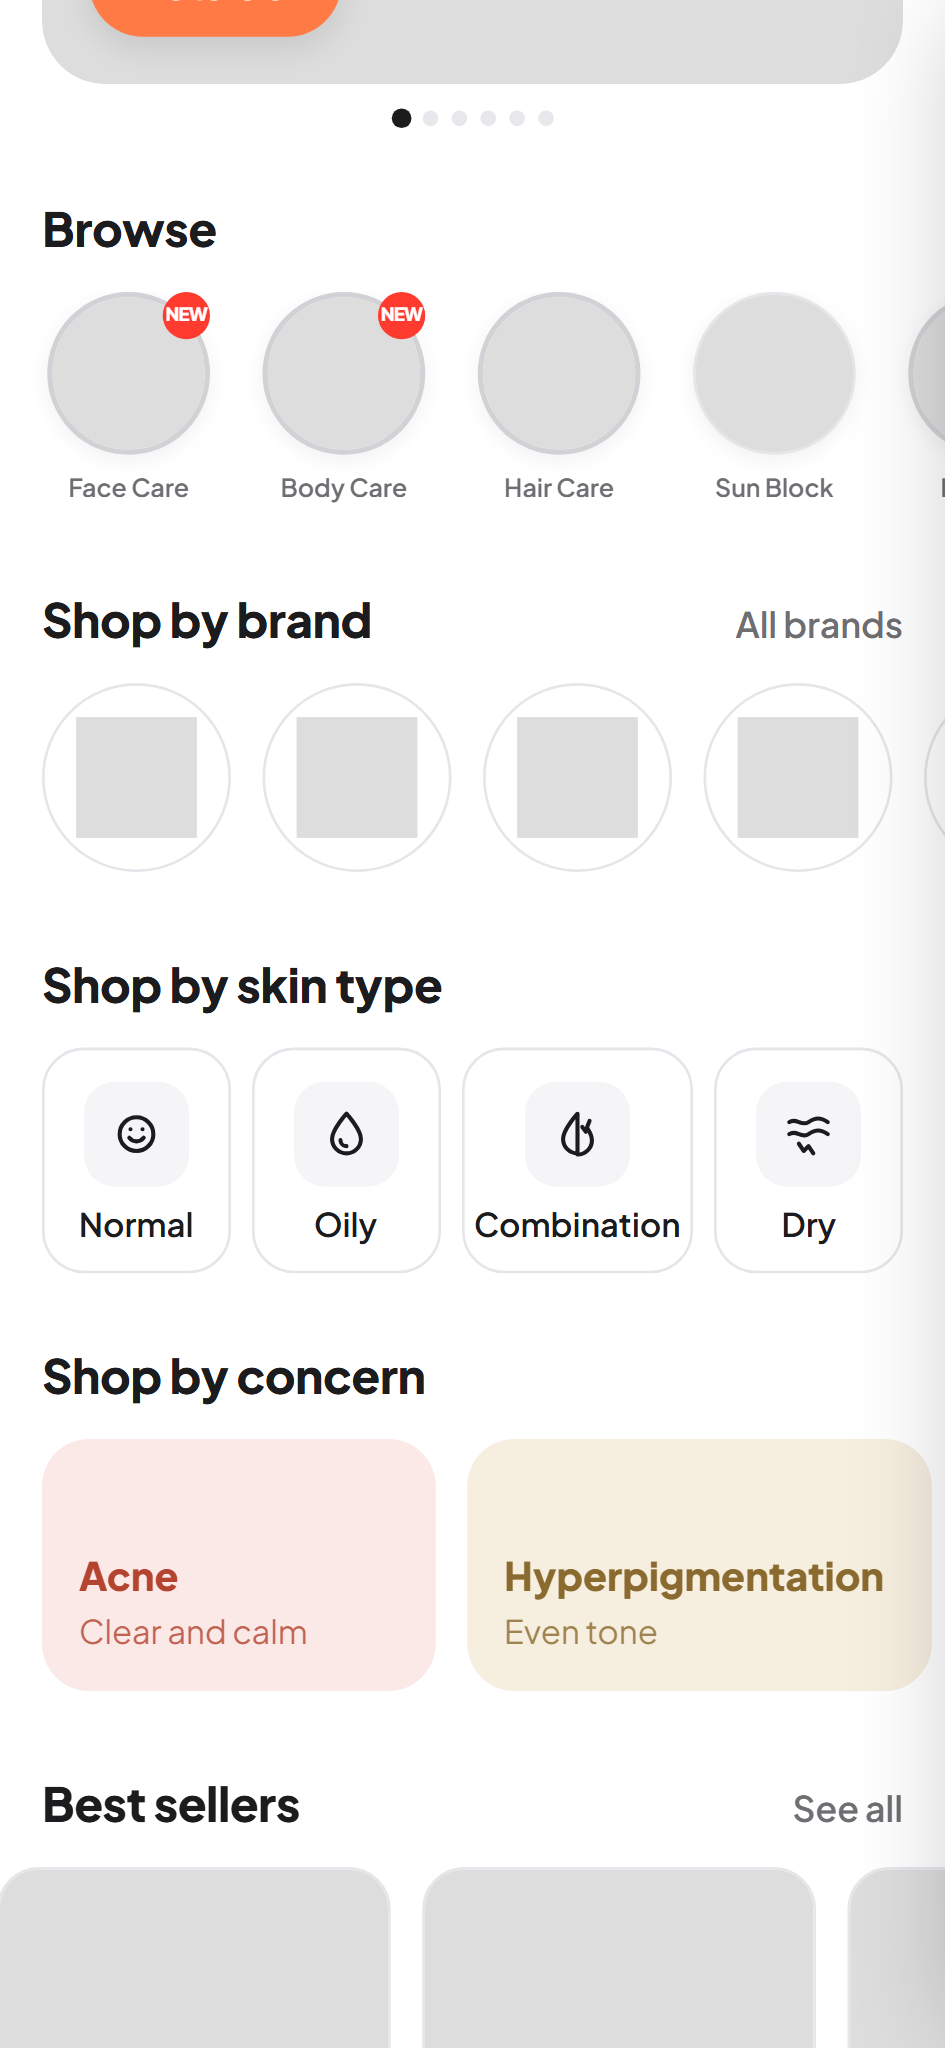 Browse
NEW
NEW
Face Care
Body Care
Hair Care
Sun Block
Shop by brand
All brands
Shop by skin type
Normal
Oily
Combination
Dry
Shop by concern
Acne
Clear and calm
Hyperpigmentation
Even tone
Best sellers
See all